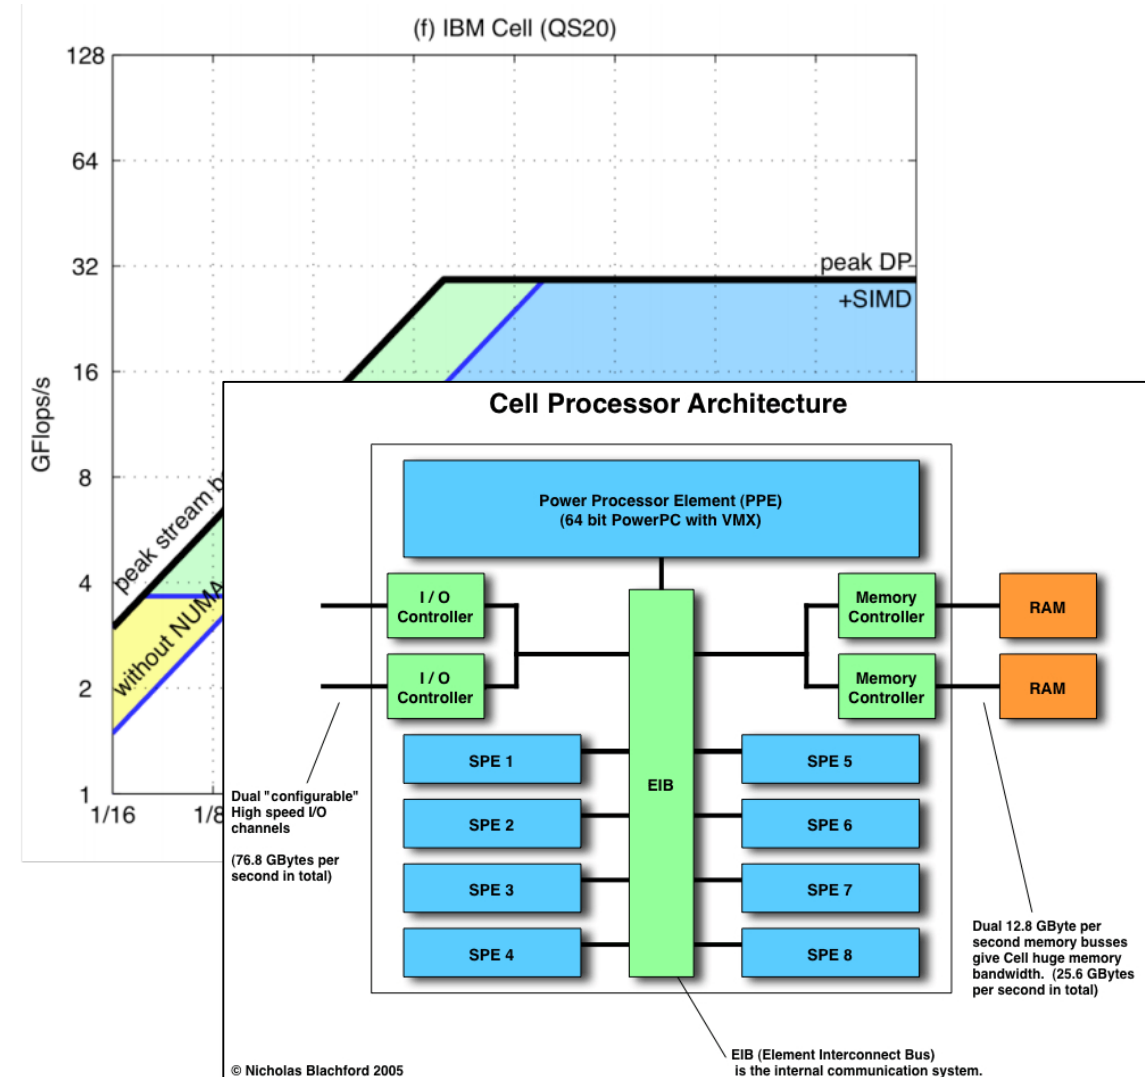 (f) IBM Cell (QS20)
128
64
32
16
8
4
2
1
GFlops/s
1/16
1/8
peak DP
+SIMD
peak stream
without NUMA
Cell Processor Architecture
Power Processor Element (PPE)
(64 bit PowerPC with VMX)
I / O
Controller
I / O
Controller
Memory
Controller
Memory
Controller
RAM
RAM
EIB
SPE 1
SPE 2
SPE 3
SPE 4
SPE 5
SPE 6
SPE 7
SPE 8
Dual "configurable"
High speed I/O
channels
(76.8 GBytes per
second in total)
Dual 12.8 GByte per
second memory busses
give Cell huge memory
bandwidth.  (25.6 GBytes
per second in total)
EIB (Element Interconnect Bus)
is the internal communication system.
© Nicholas Blachford 2005